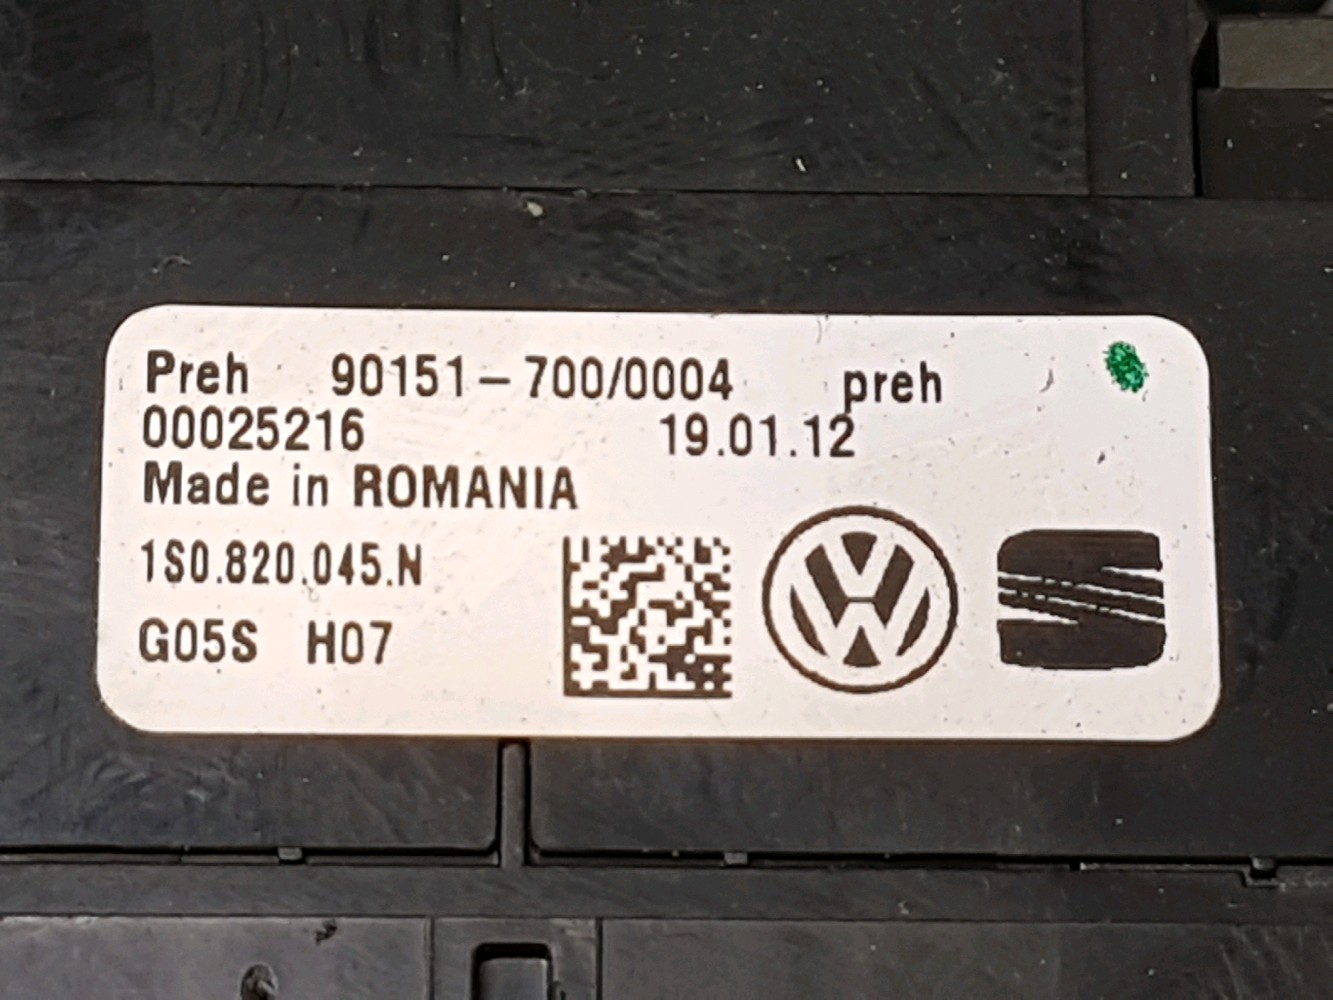 Preh 90151-700/0004 preh
00025216 19.01.12
Made in ROMANIA
1S0.820.045.N
G05S H07